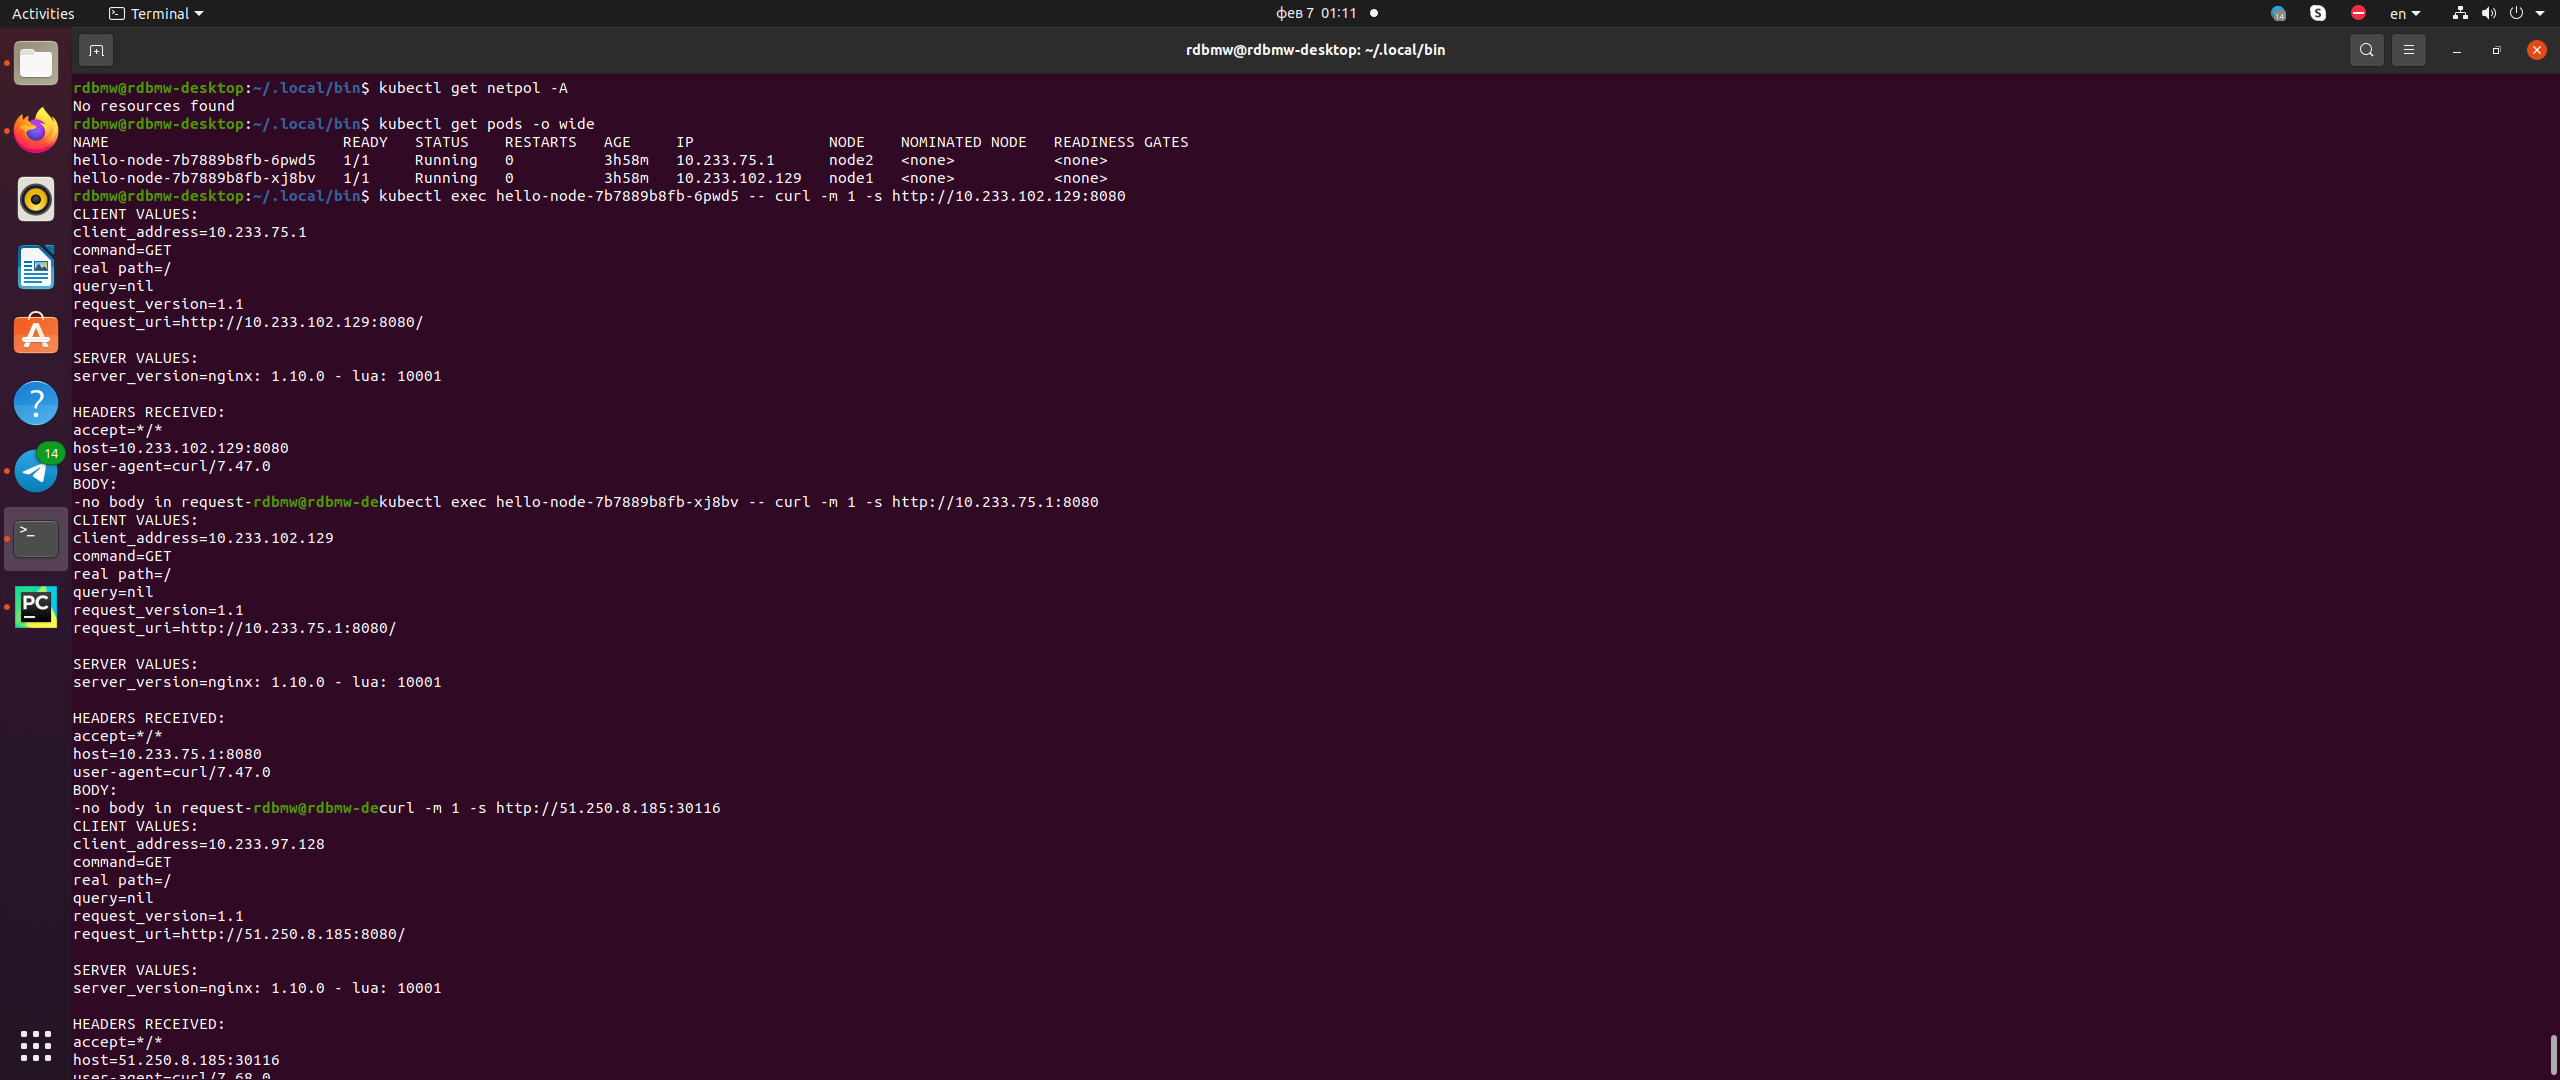 Activities Terminal фев 7 01:11 14 S en
rdbmw@rdbmw-desktop: ~/.local/bin
rdbmw@rdbmw-desktop:~/.local/bin$ kubectl get netpol -A
No resources found
rdbmw@rdbmw-desktop:~/.local/bin$ kubectl get pods -o wide
NAME READY STATUS RESTARTS AGE IP NODE NOMINATED NODE READINESS GATES
hello-node-7b7889b8fb-6pwd5 1/1 Running 0 3h58m 10.233.75.1 node2 <none> <none>
hello-node-7b7889b8fb-xj8bv 1/1 Running 0 3h58m 10.233.102.129 node1 <none> <none>
rdbmw@rdbmw-desktop:~/.local/bin$ kubectl exec hello-node-7b7889b8fb-6pwd5 -- curl -m 1 -s http://10.233.102.129:8080
CLIENT VALUES:
client_address=10.233.75.1
command=GET
real path=/
query=nil
request_version=1.1
request_uri=http://10.233.102.129:8080/
SERVER VALUES:
server_version=nginx: 1.10.0 - lua: 10001
HEADERS RECEIVED:
accept=*/*
host=10.233.102.129:8080
user-agent=curl/7.47.0
BODY:
-no body in request-rdbmw@rdbmw-dekubectl exec hello-node-7b7889b8fb-xj8bv -- curl -m 1 -s http://10.233.75.1:8080
CLIENT VALUES:
client_address=10.233.102.129
command=GET
real path=/
query=nil
request_version=1.1
request_uri=http://10.233.75.1:8080/
SERVER VALUES:
server_version=nginx: 1.10.0 - lua: 10001
HEADERS RECEIVED:
accept=*/*
host=10.233.75.1:8080
user-agent=curl/7.47.0
BODY:
-no body in request-rdbmw@rdbmw-decurl -m 1 -s http://51.250.8.185:30116
CLIENT VALUES:
client_address=10.233.97.128
command=GET
real path=/
query=nil
request_version=1.1
request_uri=http://51.250.8.185:8080/
SERVER VALUES:
server_version=nginx: 1.10.0 - lua: 10001
HEADERS RECEIVED:
accept=*/*
host=51.250.8.185:30116
user-agent=curl/7.68.0
14
>_
PC